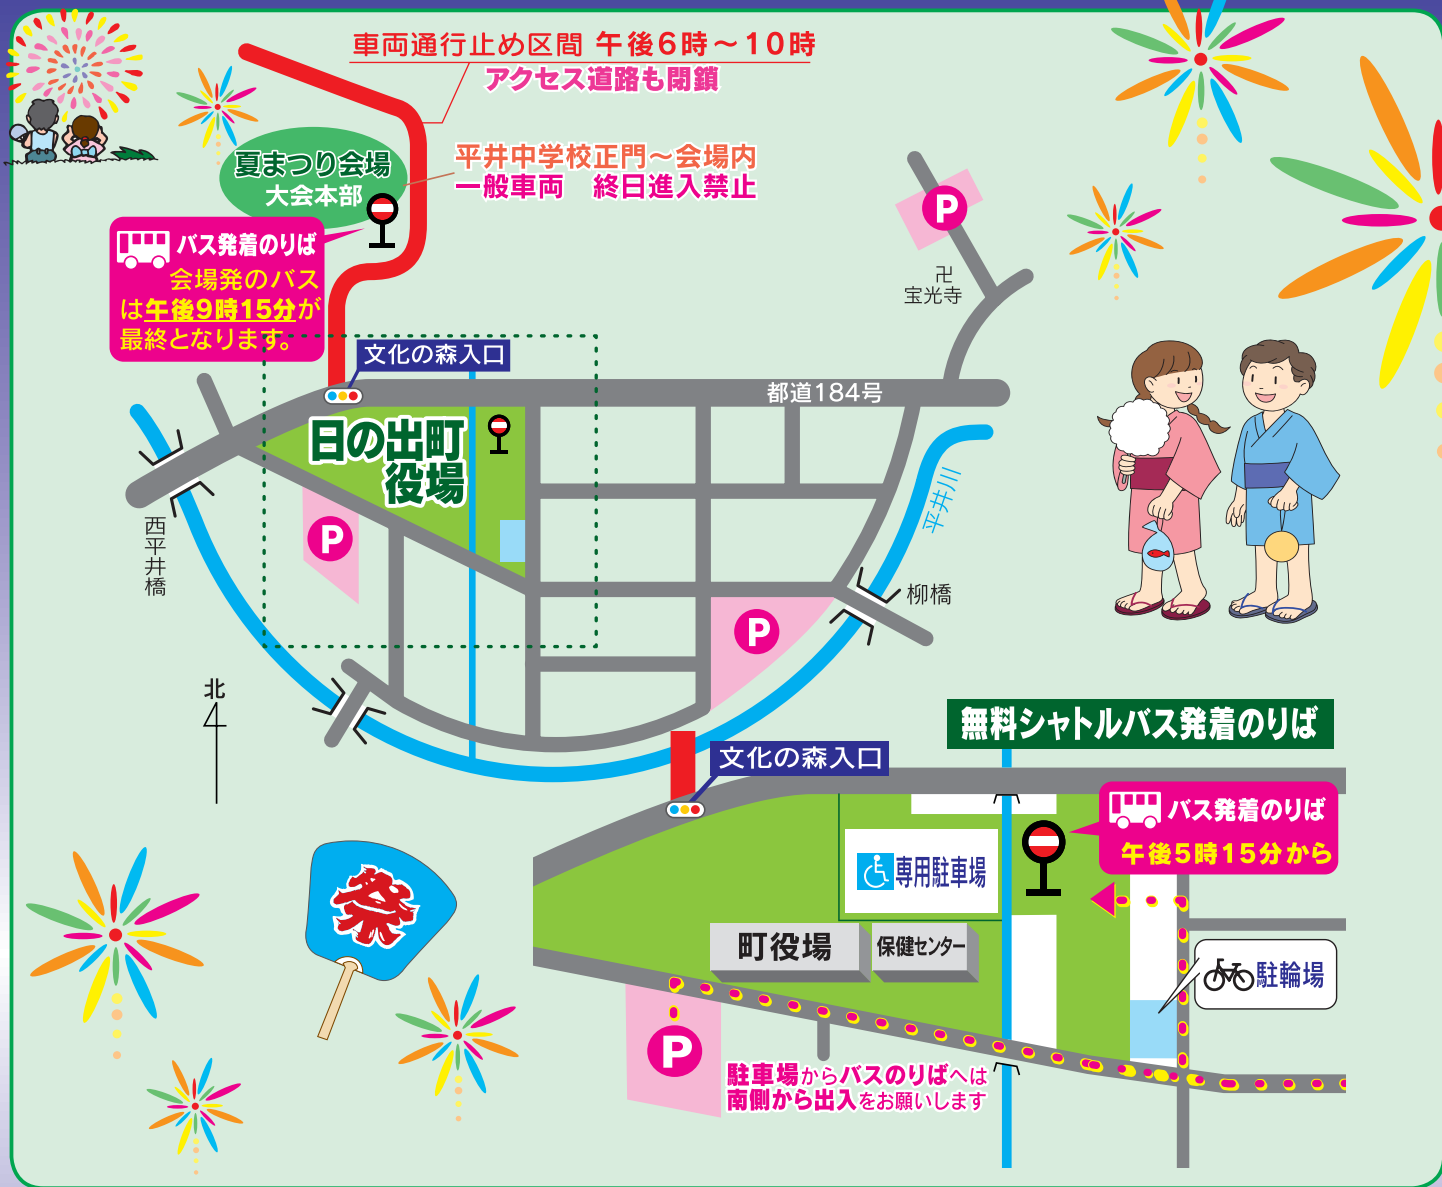 車両通行止め区間 午後6時～10時
アクセス道路も閉鎖
夏まつり会場
大会本部
平井中学校正門～会場内
一般車両　終日進入禁止
バス発着のりば
会場発のバス
は午後9時15分が
最終となります。
P
卍
宝光寺
文化の森入口
都道184号
日の出町
役場
平井川
西平井橋
P
柳橋
P
北
無料シャトルバス発着のりば
文化の森入口
バス発着のりば
午後5時15分から
専用駐車場
町役場
保健センター
駐輪場
祭
P
駐車場からバスのりばへは
南側から出入をお願いします